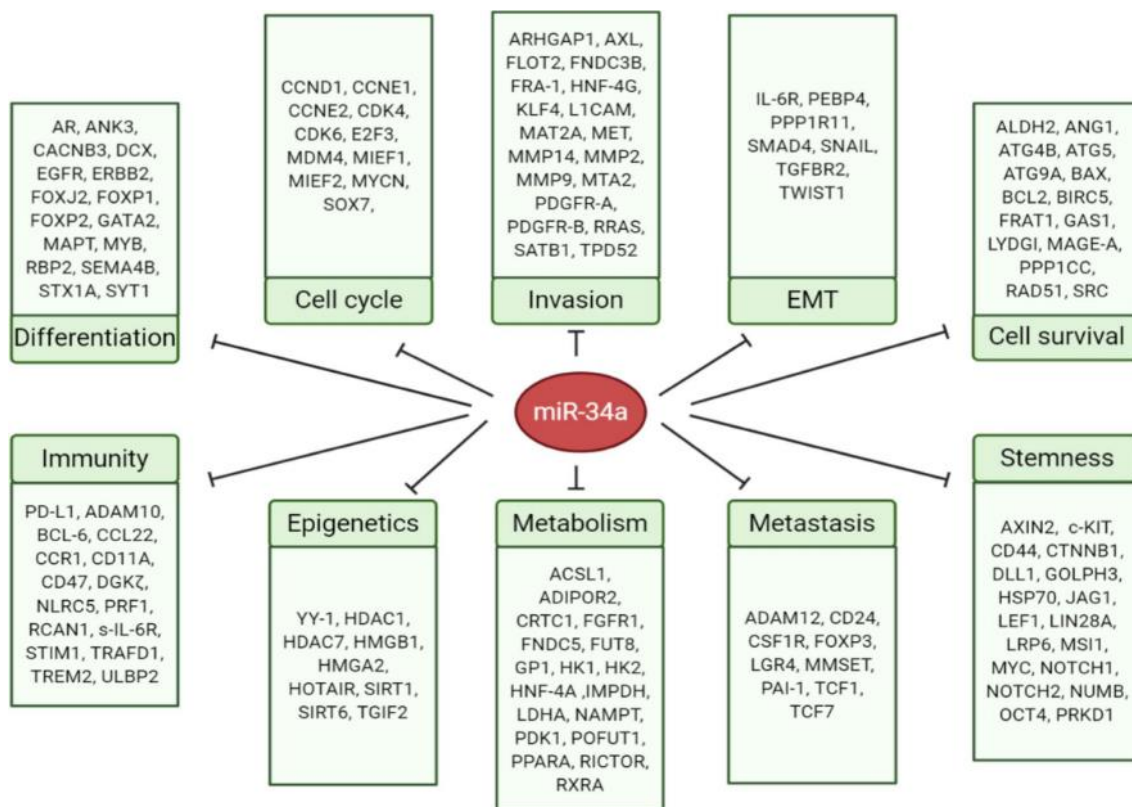 AR, ANK3,
CACNB3, DCX,
EGFR, ERBB2,
FOXJ2, FOXP1,
FOXP2, GATA2,
MAPT, MYB,
RBP2, SEMA4B,
STX1A, SYT1
Differentiation
CCND1, CCNE1,
CCNE2, CDK4,
CDK6, E2F3,
MDM4, MIEF1,
MIEF2, MYCN,
SOX7,
Cell cycle
ARHGAP1, AXL,
FLOT2, FNDC3B,
FRA-1, HNF-4G,
KLF4, L1CAM,
MAT2A, MET,
MMP14, MMP2,
MMP9, MTA2,
PDGFR-A,
PDGFR-B, RRAS,
SATB1, TPD52
Invasion
IL-6R, PEBP4,
PPP1R11,
SMAD4, SNAIL,
TGFBR2,
TWIST1
EMT
ALDH2, ANG1,
ATG4B, ATG5,
ATG9A, BAX,
BCL2, BIRC5,
FRAT1, GAS1,
LYDGI, MAGE-A,
PPP1CC,
RAD51, SRC
Cell survival
miR-34a
Immunity
PD-L1, ADAM10,
BCL-6, CCL22,
CCR1, CD11A,
CD47, DGKζ,
NLRC5, PRF1,
RCAN1, s-IL-6R,
STIM1, TRAFD1,
TREM2, ULBP2
Epigenetics
YY-1, HDAC1,
HDAC7, HMGB1,
HMGA2,
HOTAIR, SIRT1,
SIRT6, TGIF2
Metabolism
ACSL1,
ADIPOR2,
CRTC1, FGFR1,
FNDC5, FUT8,
GP1, HK1, HK2,
HNF-4A ,IMPDH,
LDHA, NAMPT,
PDK1, POFUT1,
PPARA, RICTOR,
RXRA
Metastasis
ADAM12, CD24,
CSF1R, FOXP3,
LGR4, MMSET,
PAI-1, TCF1,
TCF7
Stemness
AXIN2, c-KIT,
CD44, CTNNB1,
DLL1, GOLPH3,
HSP70, JAG1,
LEF1, LIN28A,
LRP6, MSI1,
MYC, NOTCH1,
NOTCH2, NUMB,
OCT4, PRKD1